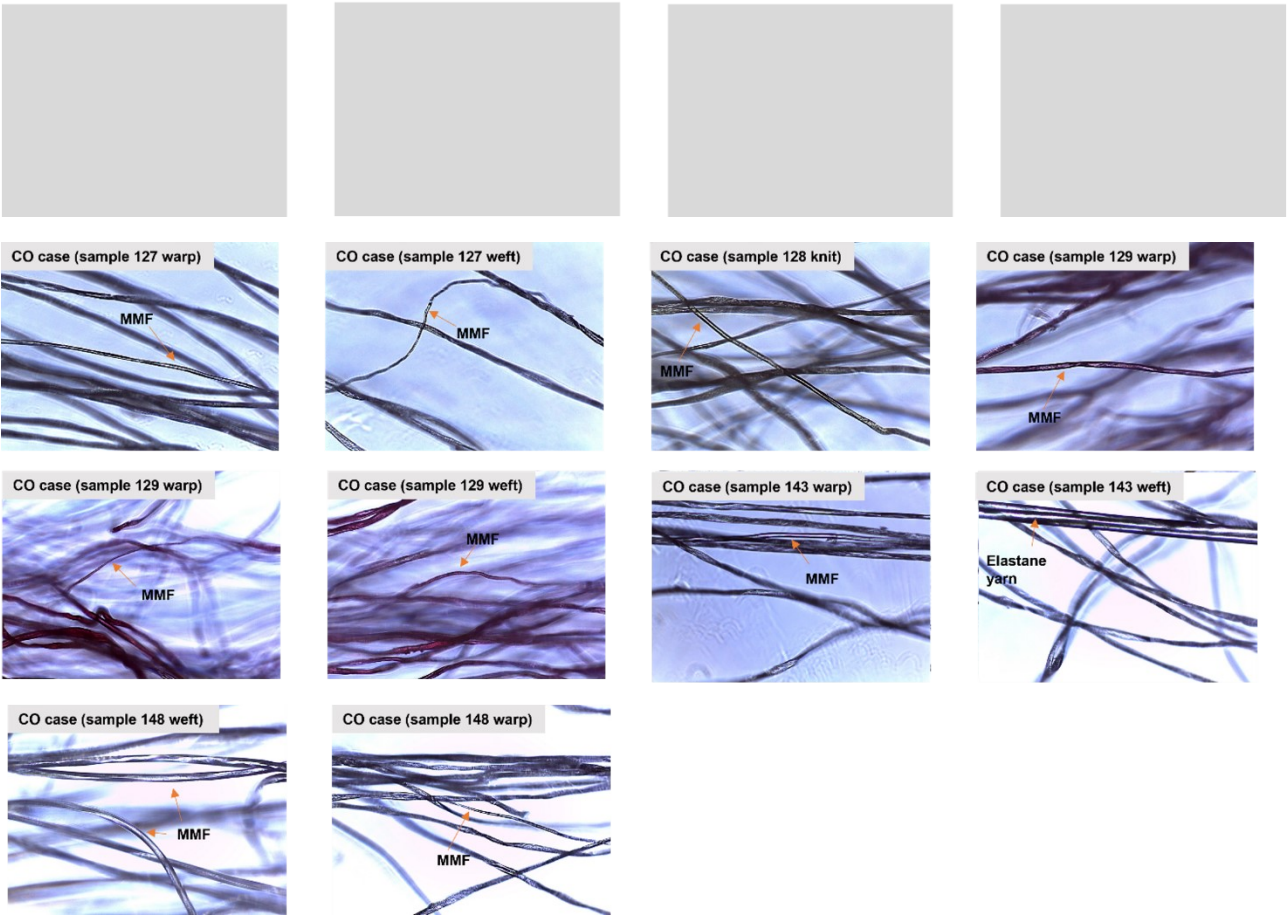 CO case (sample 127 warp)
MMF
CO case (sample 127 weft)
MMF
CO case (sample 128 knit)
MMF
CO case (sample 129 warp)
MMF
CO case (sample 129 warp)
MMF
CO case (sample 129 weft)
MMF
CO case (sample 143 warp)
MMF
CO case (sample 143 weft)
Elastane
yarn
CO case (sample 148 weft)
MMF
CO case (sample 148 warp)
MMF